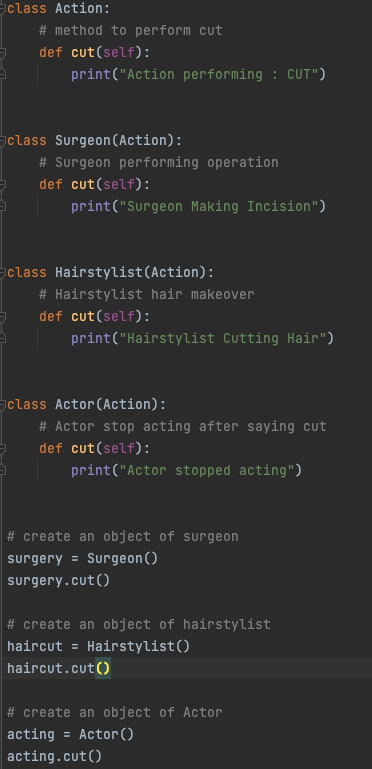 class Action:
    # method to perform cut
    def cut(self):
        print("Action performing : CUT")
class Surgeon(Action):
    # Surgeon performing operation
    def cut(self):
        print("Surgeon Making Incision")
class Hairstylist(Action):
    # Hairstylist hair makeover
    def cut(self):
        print("Hairstylist Cutting Hair")
class Actor(Action):
    # Actor stop acting after saying cut
    def cut(self):
        print("Actor stopped acting")
# create an object of surgeon
surgery = Surgeon()
surgery.cut()
# create an object of hairstylist
haircut = Hairstylist()
haircut.cut()
# create an object of Actor
acting = Actor()
acting.cut()